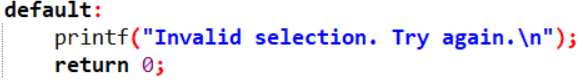 default:
    printf("Invalid selection. Try again.\n");
    return 0;